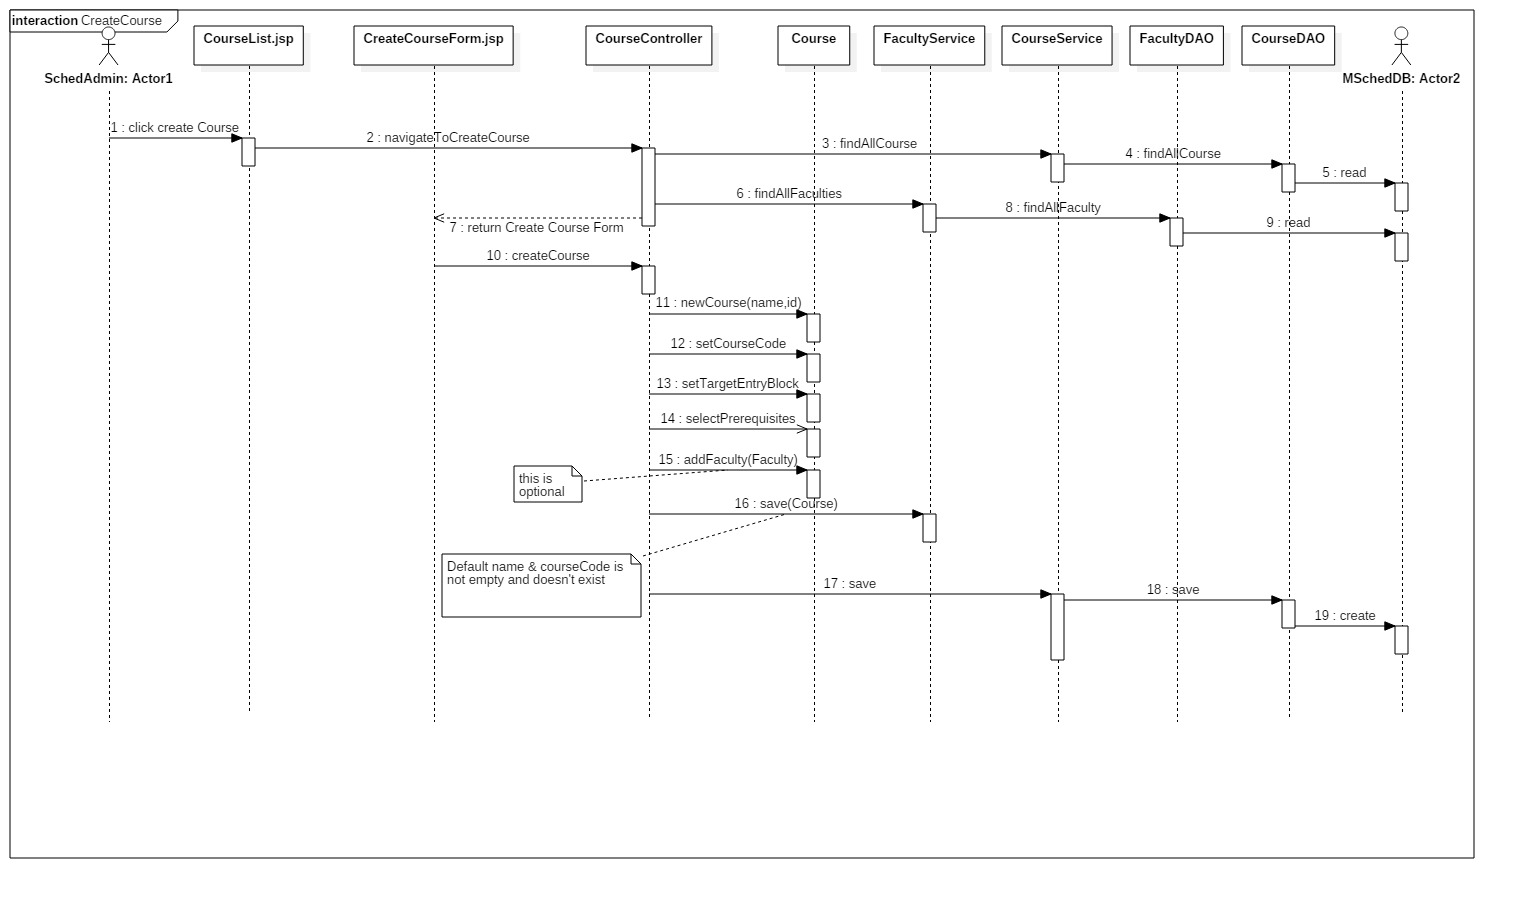 interaction CreateCourse
CourseList.jsp
CreateCourseForm.jsp
CourseController
Course
FacultyService
CourseService
FacultyDAO
CourseDAO
SchedAdmin: Actor1
MSchedDB: Actor2
1 : click create Course
2 : navigateToCreateCourse
3 : findAllCourse
4 : findAllCourse
5 : read
6 : findAllFaculties
7 : return Create Course Form
8 : findAllFaculty
9 : read
10 : createCourse
11 : newCourse(name,id)
12 : setCourseCode
13 : setTargetEntryBlock
14 : selectPrerequisites
15 : addFaculty(Faculty)
this is
optional
16 : save(Course)
Default name & courseCode is
not empty and doesn't exist
17 : save
18 : save
19 : create